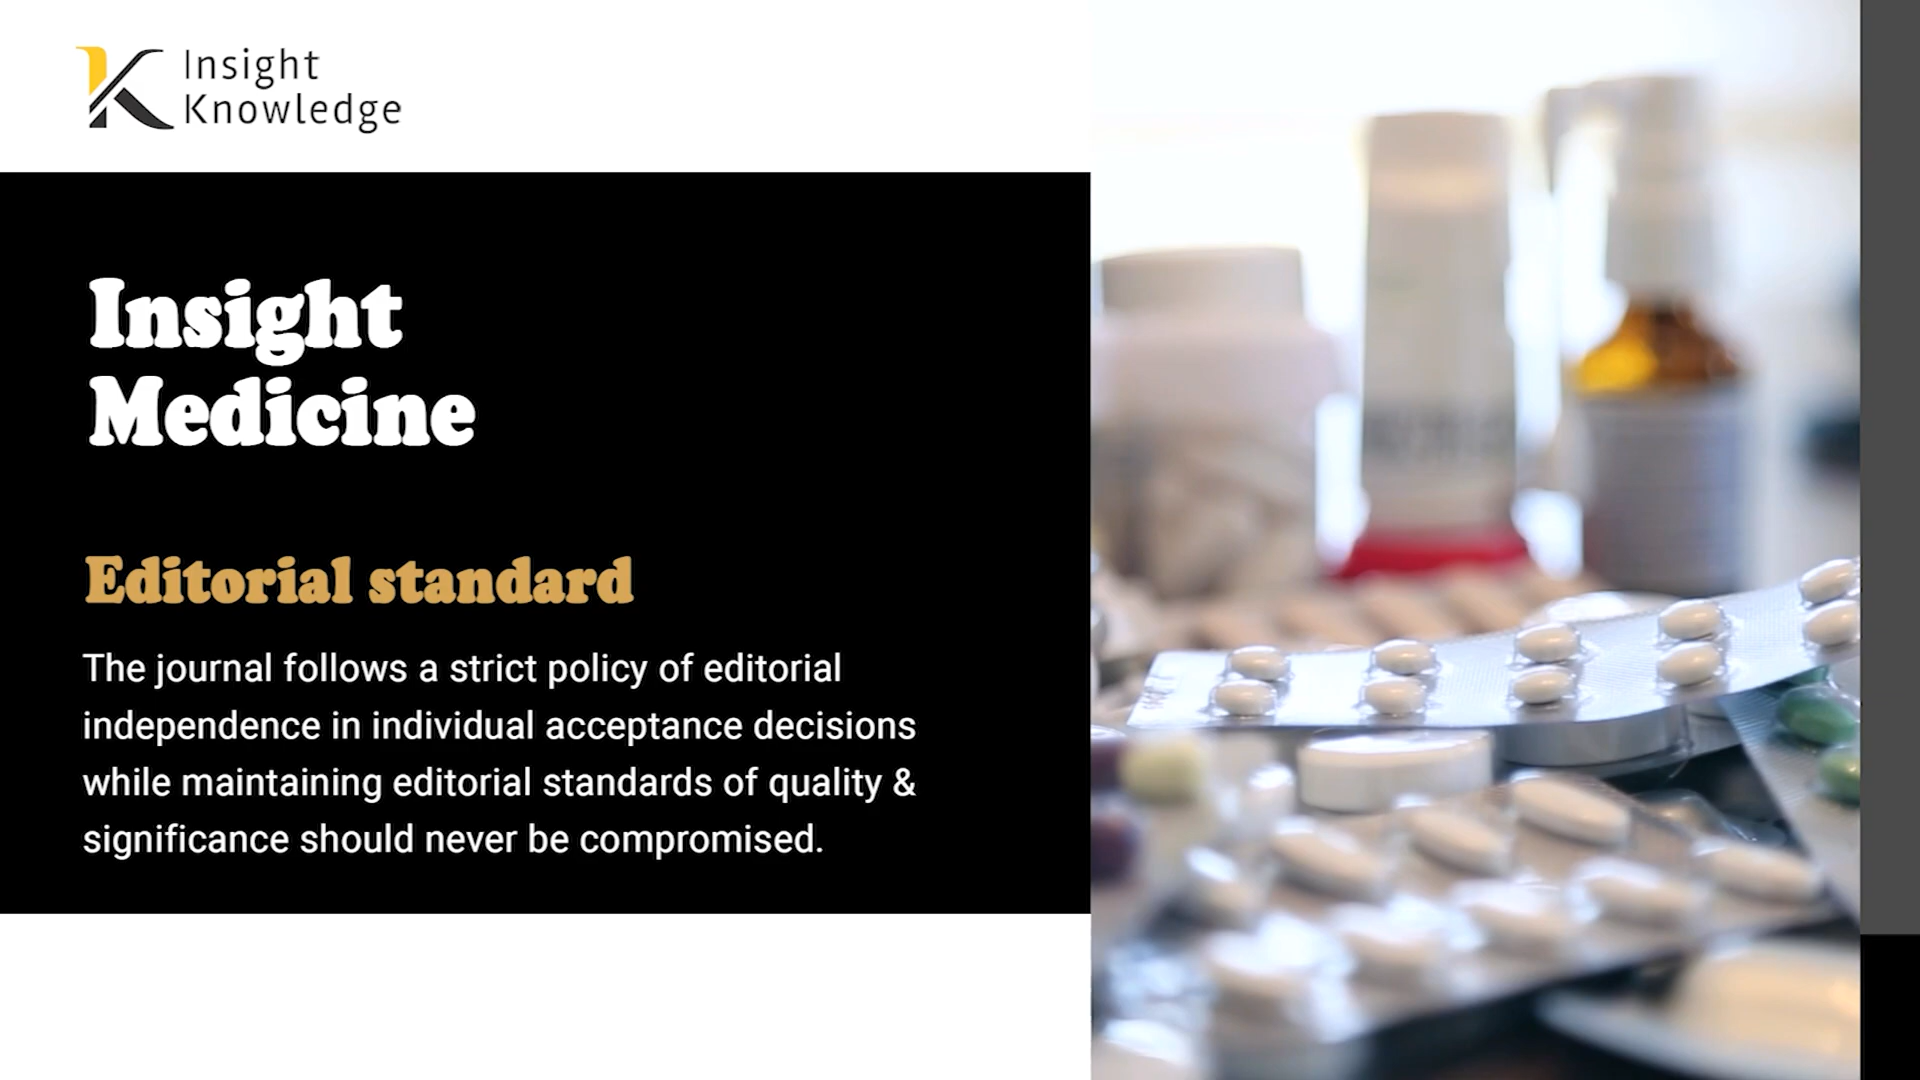 Insight
Knowledge
Insight
Medicine
Editorial standard
The journal follows a strict policy of editorial
independence in individual acceptance decisions
while maintaining editorial standards of quality &
significance should never be compromised.